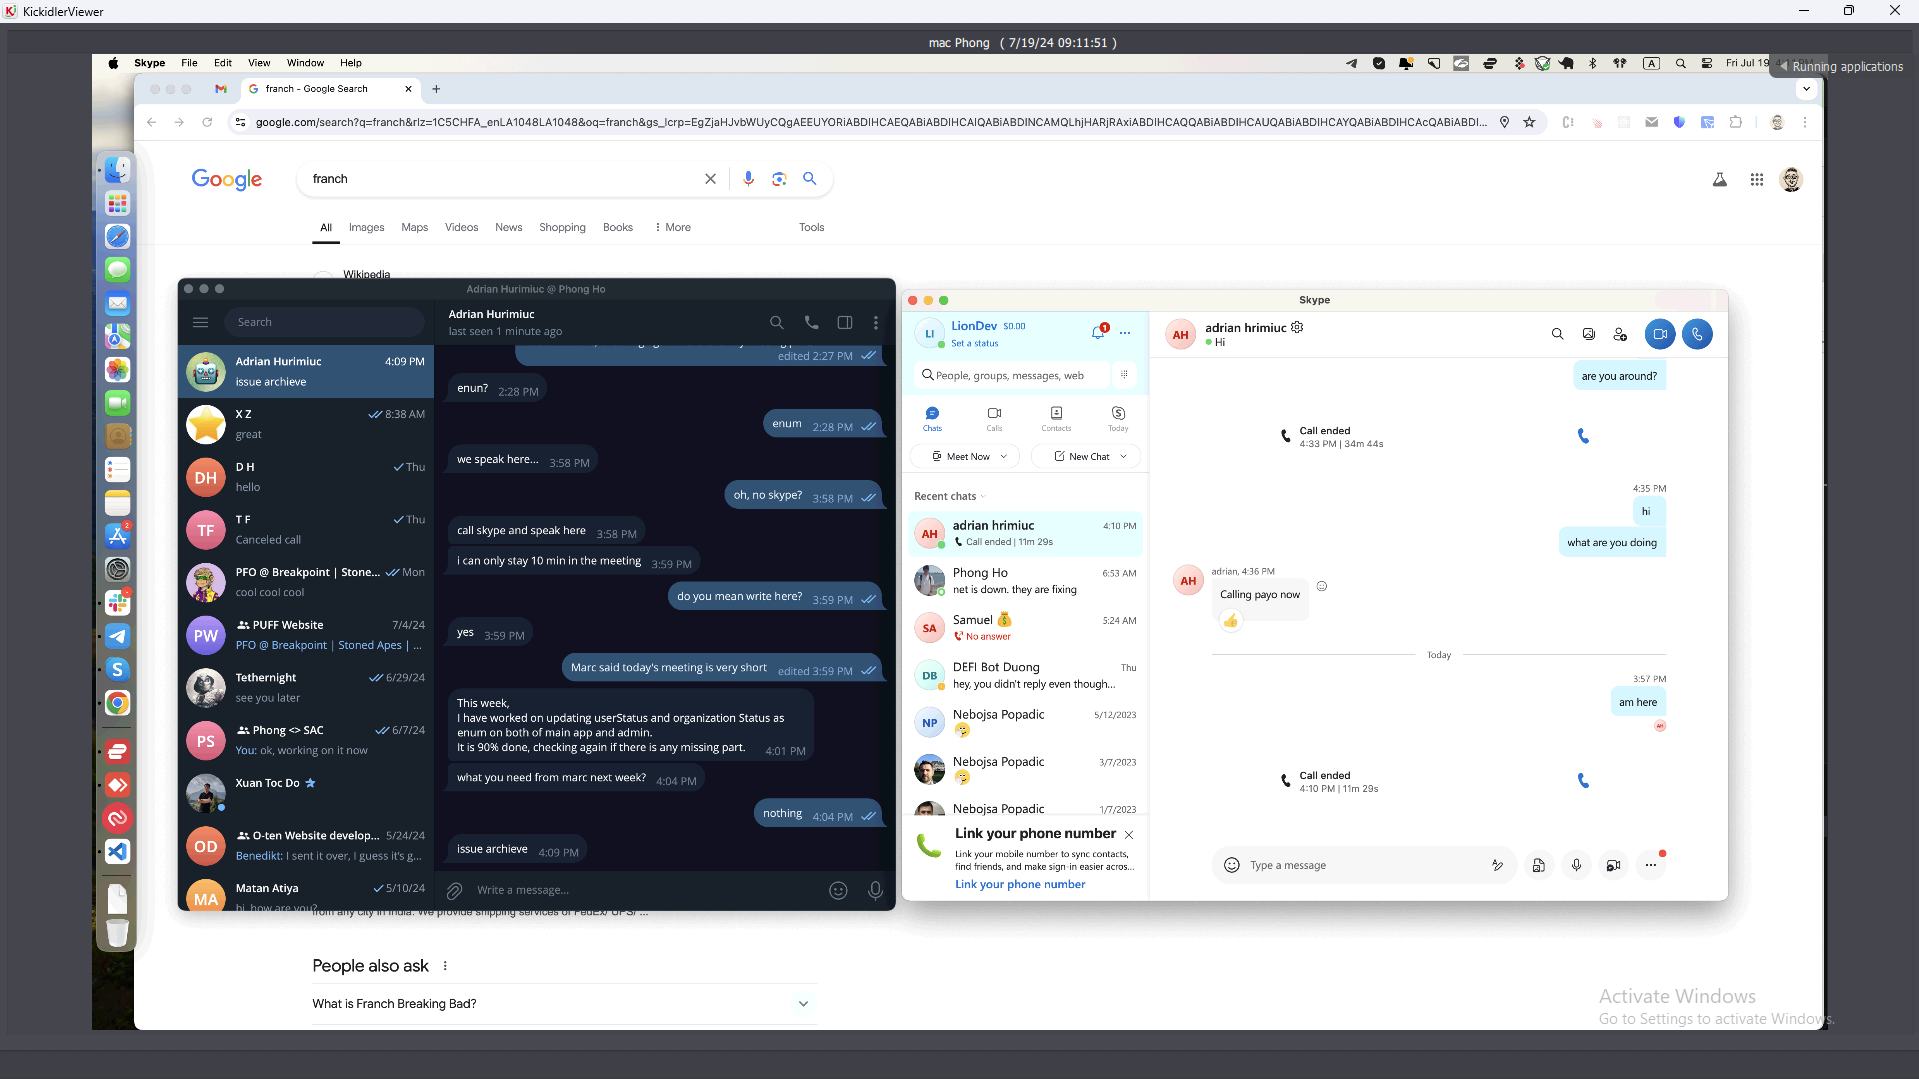 KickidlerViewer
mac Phong ( 7/19/24 09:11:51 )
Skype File Edit View Window Help
A
Fri Jul 19
Running applications
franch - Google Search
google.com/search?q=franch&rlz=1C5CHFA_enLA1048LA1048&oq=franch&gs_lcrp=EgZjaHJvbWUyCQgAEEUYORiABDIHCAEQABiABDIHCAIQABiABDINCAMQLhjHARjRAxiABDIHCAQQABiABDIHCAUQABiABDIHCAYQABiABDIHCAcQABiABDI...
Google
franch
All Images Maps Videos News Shopping Books More Tools
Wikipedia
Adrian Hurimiuc @ Phong Ho
Search
Adrian Hurimiuc 4:09 PM
issue archieve
X Z 8:38 AM
great
DH
D H Thu
hello
TF
T F Thu
Canceled call
PFO @ Breakpoint | Stone... Mon
cool cool cool
PW
PUFF Website 7/4/24
PFO @ Breakpoint | Stoned Apes | ...
Tethernight 6/29/24
see you later
PS
Phong <> SAC 6/7/24
You: ok, working on it now
Xuan Toc Do
OD
O-ten Website develop... 5/24/24
Benedikt: I sent it over, I guess it's g...
MA
Matan Atiya 5/10/24
hi, how are you?
Adrian Hurimiuc
last seen 1 minute ago
edited 2:27 PM
enun? 2:28 PM
enum 2:28 PM
we speak here... 3:58 PM
oh, no skype? 3:58 PM
call skype and speak here 3:58 PM
i can only stay 10 min in the meeting 3:59 PM
do you mean write here? 3:59 PM
yes 3:59 PM
Marc said today's meeting is very short edited 3:59 PM
This week,
I have worked on updating userStatus and organization Status as
enum on both of main app and admin.
It is 90% done, checking again if there is any missing part. 4:01 PM
what you need from marc next week? 4:04 PM
nothing 4:04 PM
issue archieve 4:09 PM
Write a message...
Skype
LI
LionDev $0.00
Set a status
1
People, groups, messages, web
Chats Calls Contacts Today
Meet Now New Chat
Recent chats
AH
adrian hrimiuc 4:10 PM
Call ended | 11m 29s
Phong Ho 6:53 AM
net is down. they are fixing
SA
Samuel 5:24 AM
No answer
DB
DEFI Bot Duong Thu
hey, you didn't reply even though...
NP
Nebojsa Popadic 5/12/2023
Nebojsa Popadic 3/7/2023
Nebojsa Popadic 1/7/2023
Link your phone number
Link your mobile number to sync contacts,
find friends, and make sign-in easier acros...
Link your phone number
AH
adrian hrimiuc
Hi
are you around?
Call ended
4:33 PM | 34m 44s
4:35 PM
hi
what are you doing
AH
adrian, 4:36 PM
Calling payo now
Today
3:57 PM
am here
Call ended
4:10 PM | 11m 29s
Type a message
from any city in India. We provide shipping services of FedEx/ UPS/ ...
People also ask
What is Franch Breaking Bad?
Activate Windows
Go to Settings to activate Windows.